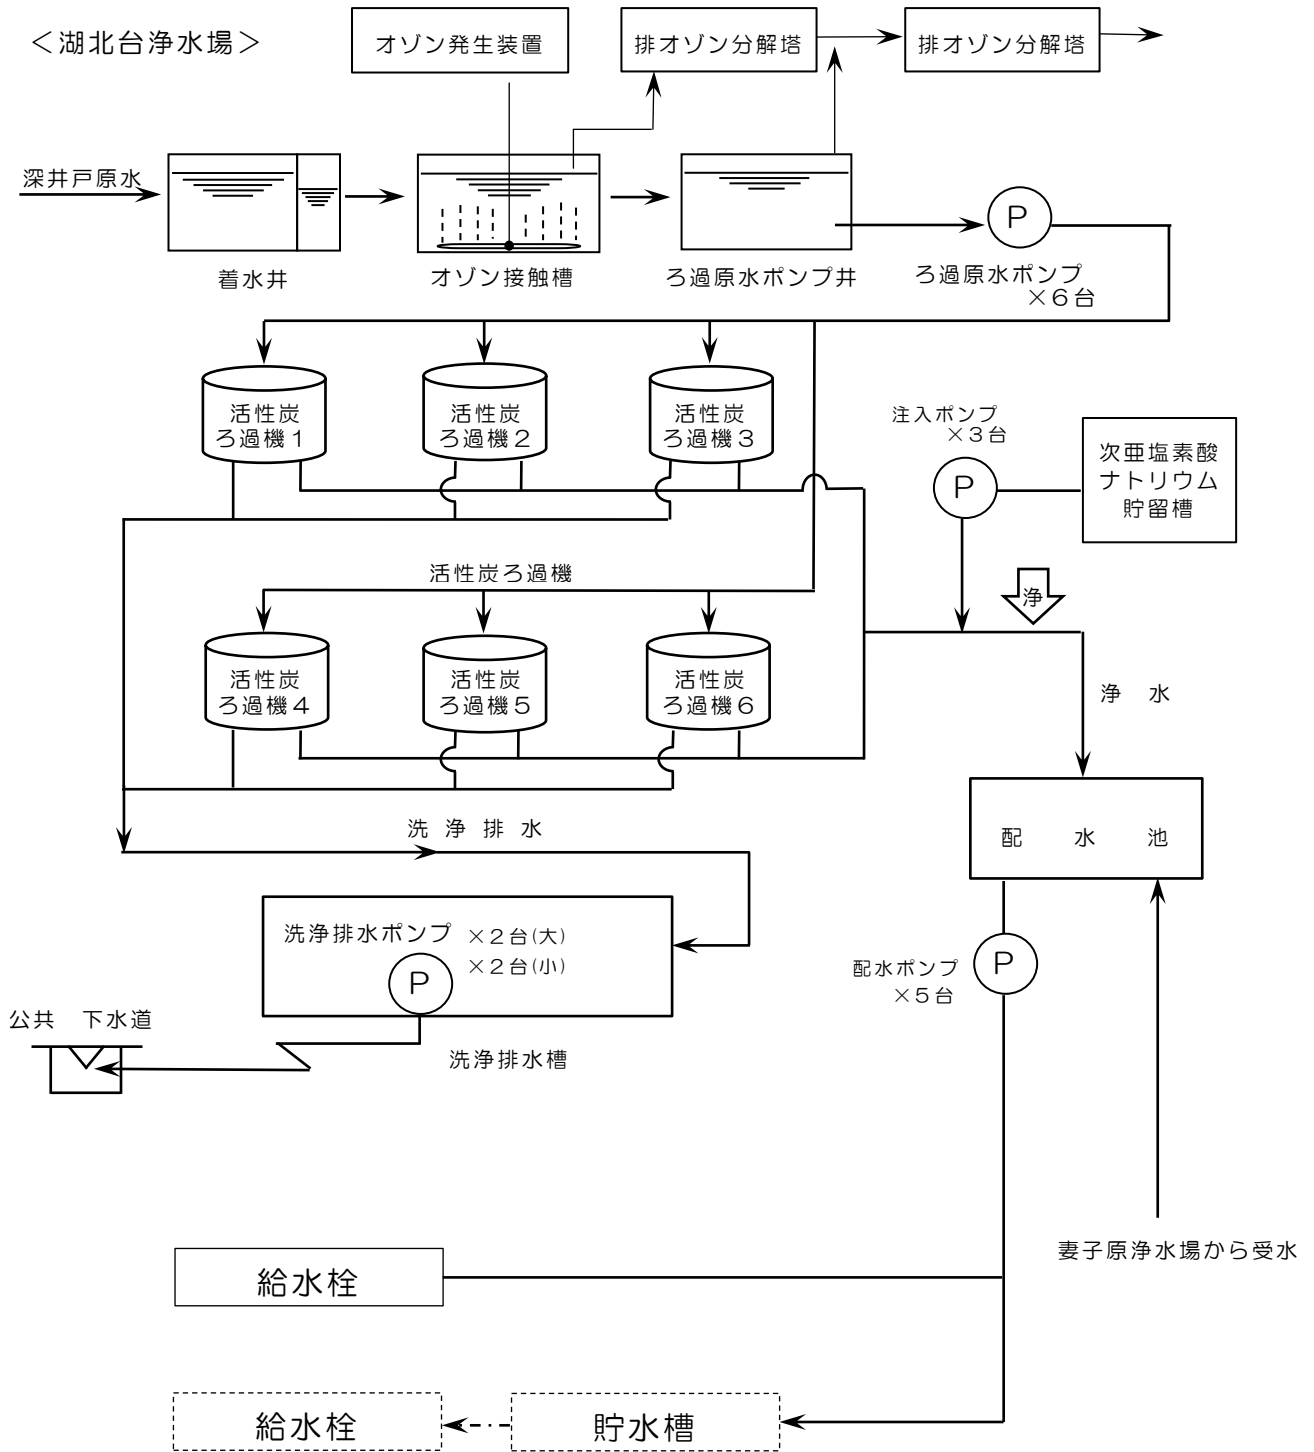 ＜湖北台浄水場＞
オゾン発生装置
排オゾン分解塔
排オゾン分解塔
深井戸原水
着水井
オゾン接触槽
ろ過原水ポンプ井
P
ろ過原水ポンプ
×６台
活性炭
ろ過機１
活性炭
ろ過機２
活性炭
ろ過機３
注入ポンプ
×３台
P
次亜塩素酸
ナトリウム
貯留槽
活性炭ろ過機
浄
活性炭
ろ過機４
活性炭
ろ過機５
活性炭
ろ過機６
浄　水
洗　浄　排　水
配　水　池
洗浄排水ポンプ ×２台(大)
×２台(小)
P
配水ポンプ
×５台
P
公共　下水道
洗浄排水槽
妻子原浄水場から受水
給水栓
給水栓
貯水槽